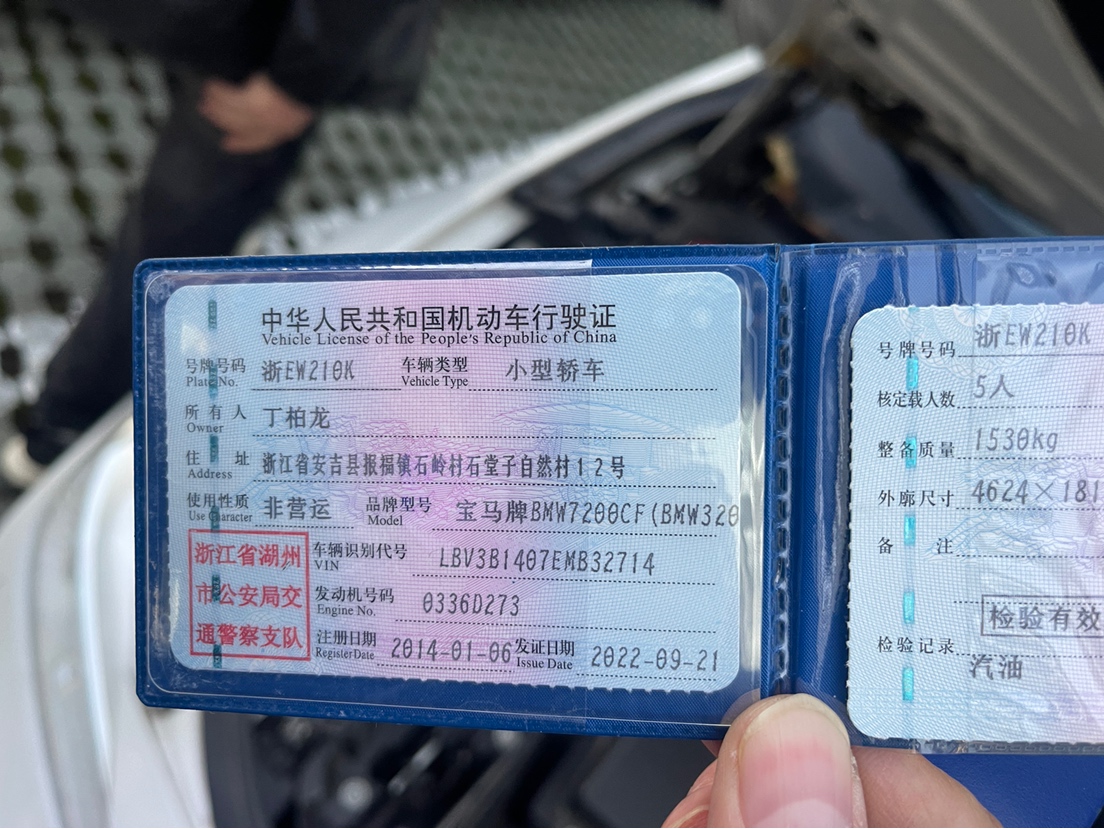 中华人民共和国机动车行驶证
Vehicle License of the People's Republic of China
号牌号码 浙EW210K 车辆类型 小型轿车
Plate No. Vehicle Type
所有人 丁柏龙
Owner
住址 浙江省安吉县报福镇石岭村石堂子自然村12号
Address
使用性质 非营运 品牌型号 宝马牌BMW7200CF(BMW320
Use Character Model
浙江省湖州
市公安局交
通警察支队
车辆识别代号 LBV3B1407EMB32714
VIN
发动机号码 0336D273
Engine No.
注册日期 2014-01-06 发证日期 2022-09-21
Register Date Issue Date
号牌号码 浙EW210K
核定载人数 5人
整备质量 1530kg
外廓尺寸 4624×181
备注
检验有效
检验记录
汽油